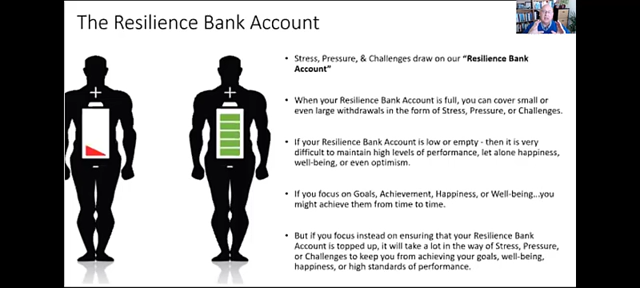 The Resilience Bank Account
• Stress, Pressure, & Challenges draw on our “Resilience Bank
Account”
• When your Resilience Bank Account is full, you can cover small or
even large withdrawals in the form of Stress, Pressure, or Challenges.
• If your Resilience Bank Account is low or empty - then it is very
difficult to maintain high levels of performance, let alone happiness,
well-being, or even optimism.
• If you focus on Goals, Achievement, Happiness, or Well-being...you
might achieve them from time to time.
• But if you focus instead on ensuring that your Resilience Bank
Account is topped up, it will take a lot in the way of Stress, Pressure,
or Challenges to keep you from achieving your goals, well-being,
happiness, or high standards of performance.